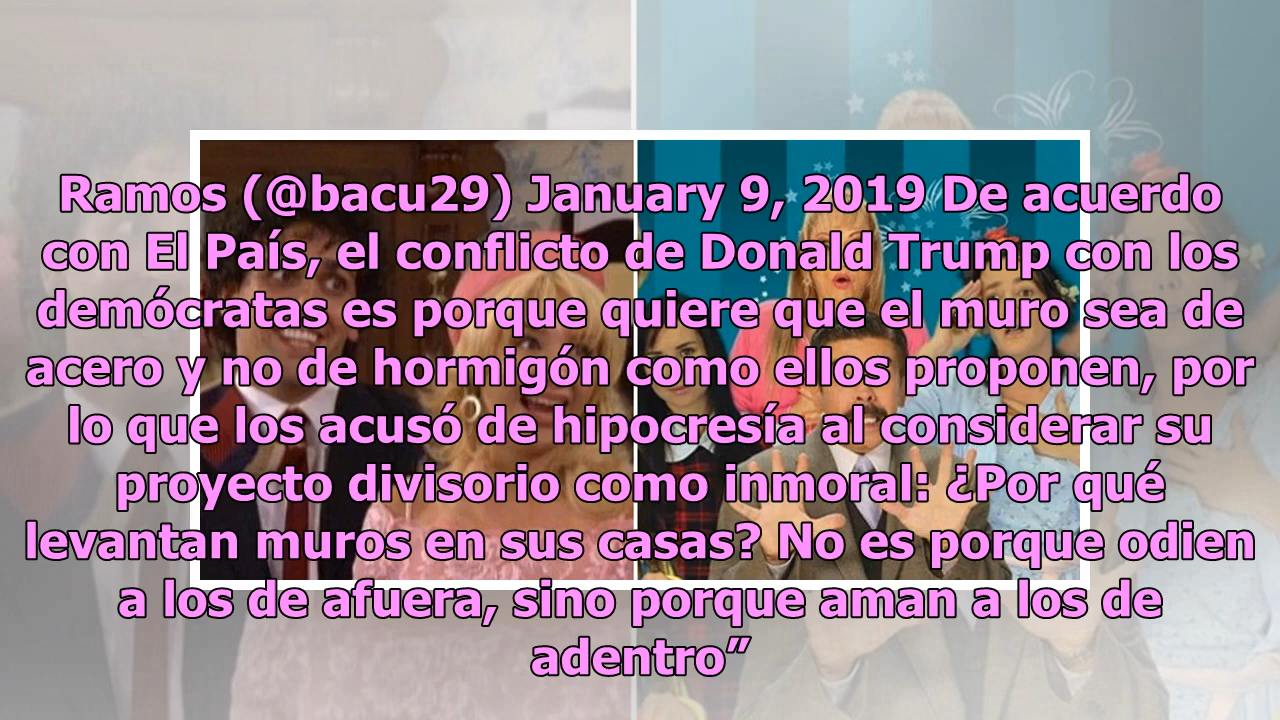 Ramos (@bacu29) January 9, 2019 De acuerdo
con El País, el conflicto de Donald Trump con los
demócratas es porque quiere que el muro sea de
acero y no de hormigón como ellos proponen, por
lo que los acusó de hipocresía al considerar su
proyecto divisorio como inmoral: ¿Por qué
levantan muros en sus casas? No es porque odien
a los de afuera, sino porque aman a los de
adentro”